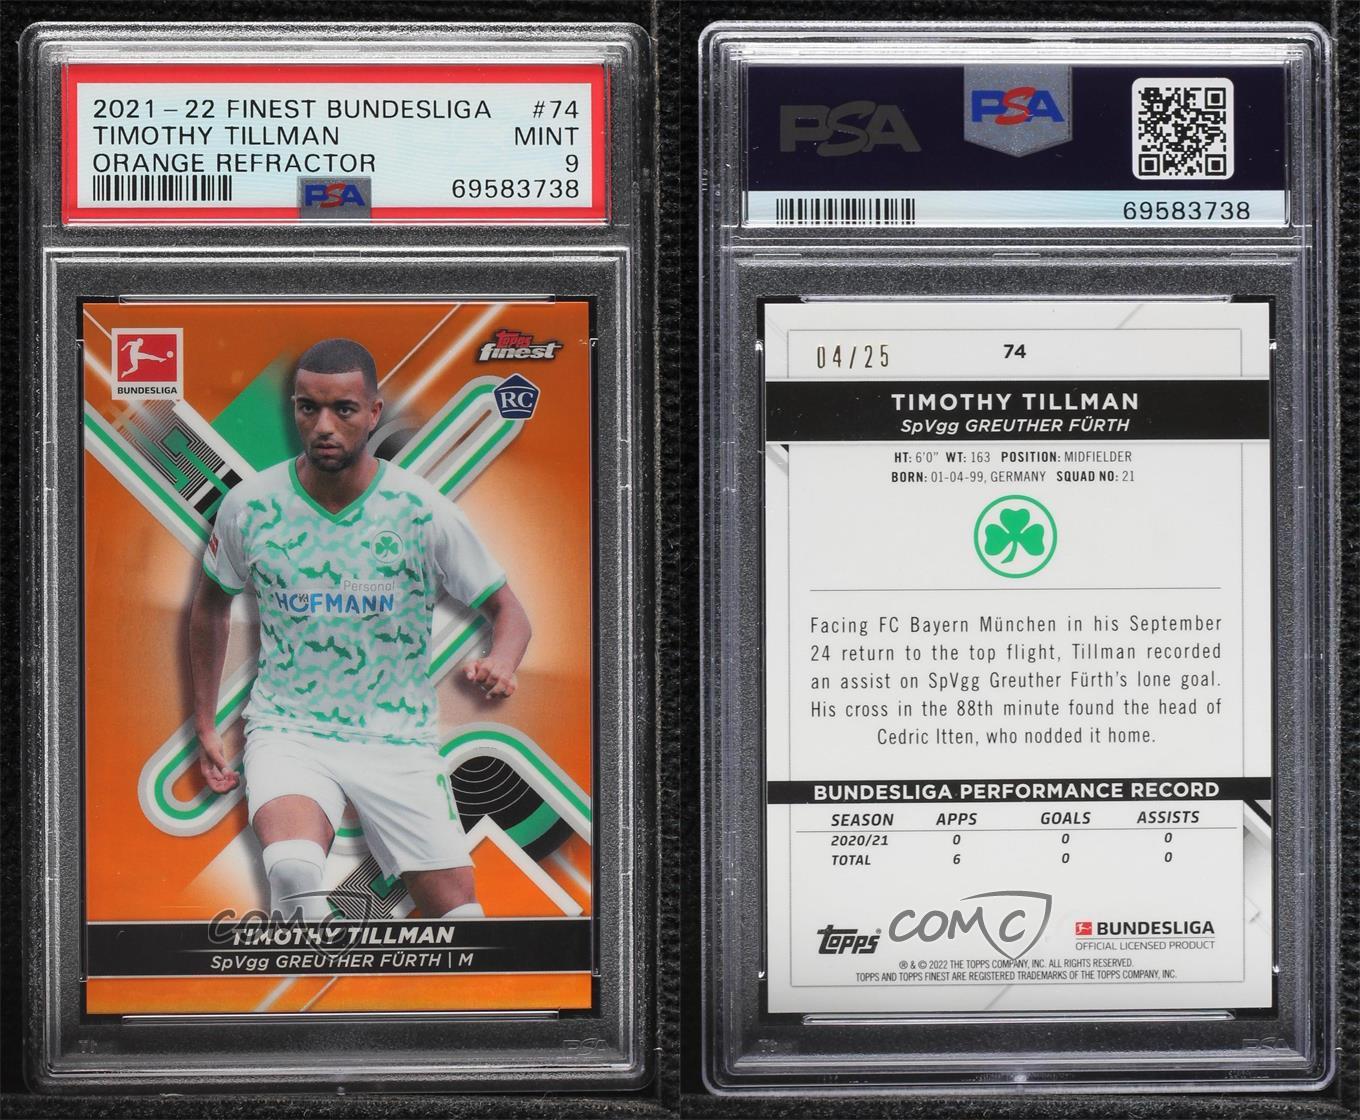 2021-22 FINEST BUNDESLIGA #74
TIMOTHY TILLMAN MINT
ORANGE REFRACTOR 9
PSA 69583738
BUNDESLIGA
Topps
finest
RC
Personal
HOFMANN
2
COMC
TIMOTHY TILLMAN
SpVgg GREUTHER FÜRTH | M
PSA
PSA PSA
69583738
04/25 74
TIMOTHY TILLMAN
SpVgg GREUTHER FÜRTH
HT: 6'0" WT: 163 POSITION: MIDFIELDER
BORN: 01-04-99, GERMANY SQUAD NO: 21
Facing FC Bayern München in his September
24 return to the top flight, Tillman recorded
an assist on SpVgg Greuther Fürth's lone goal.
His cross in the 88th minute found the head of
Cedric Itten, who nodded it home.
BUNDESLIGA PERFORMANCE RECORD
SEASON APPS GOALS ASSISTS
2020/21 0 0 0
TOTAL 6 0 0
Topps® COMC BUNDESLIGA
OFFICIAL LICENSED PRODUCT
® & © 2022 THE TOPPS COMPANY, INC. ALL RIGHTS RESERVED.
TOPPS AND TOPPS FINEST ARE REGISTERED TRADEMARKS OF THE TOPPS COMPANY, INC.
PSA